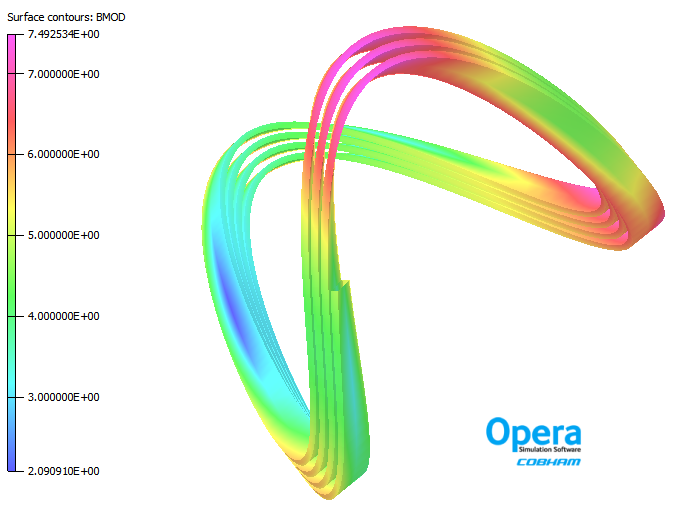 Surface contours: BMOD
7.492534E+00
7.000000E+00
6.000000E+00
5.000000E+00
4.000000E+00
3.000000E+00
2.090910E+00
Opera
Simulation Software
COBHAM